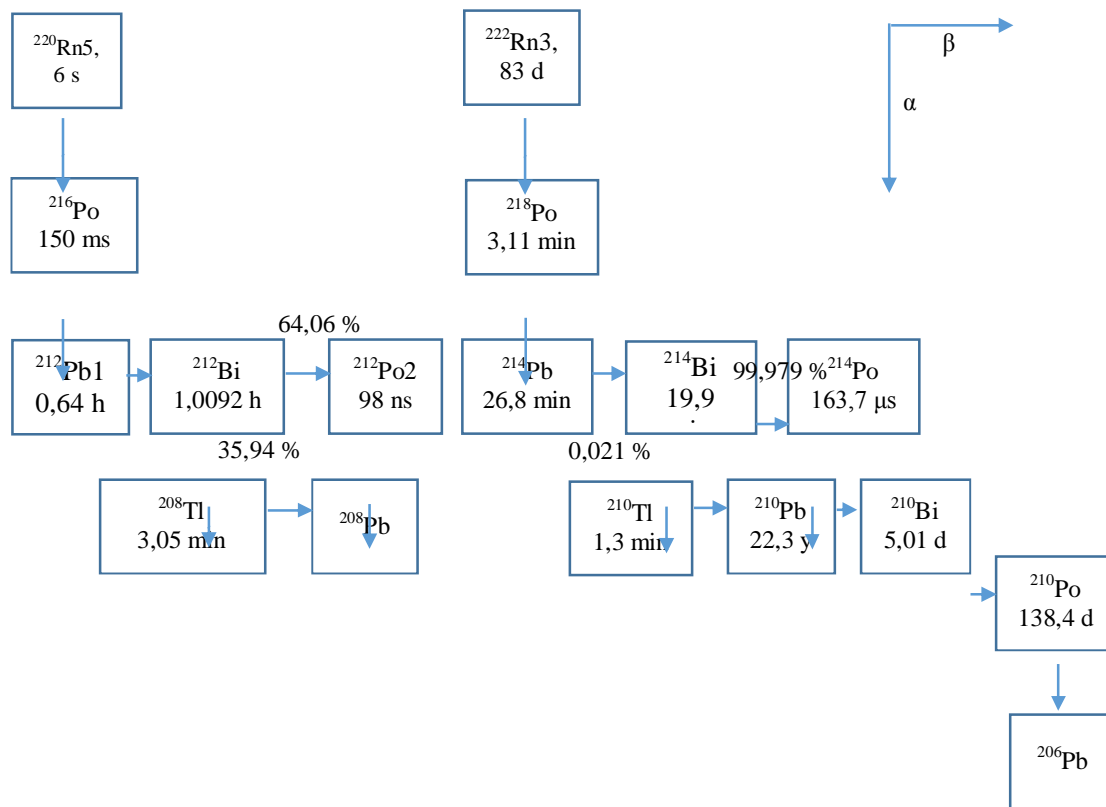 ²²⁰Rn5,
6 s
²²²Rn3,
83 d
β
α
²¹⁶Po
150 ms
²¹⁸Po
3,11 min
64,06 %
²¹²Pb1
0,64 h
²¹²Bi
1,0092 h
²¹²Po2
98 ns
²¹⁴Pb
26,8 min
²¹⁴Bi
19,9
.
99,979 %
²¹⁴Po
163,7 μs
35,94 %
0,021 %
²⁰⁸Tl
3,05 min
²⁰⁸Pb
²¹⁰Tl
1,3 min
²¹⁰Pb
22,3 y
²¹⁰Bi
5,01 d
²¹⁰Po
138,4 d
²⁰⁶Pb